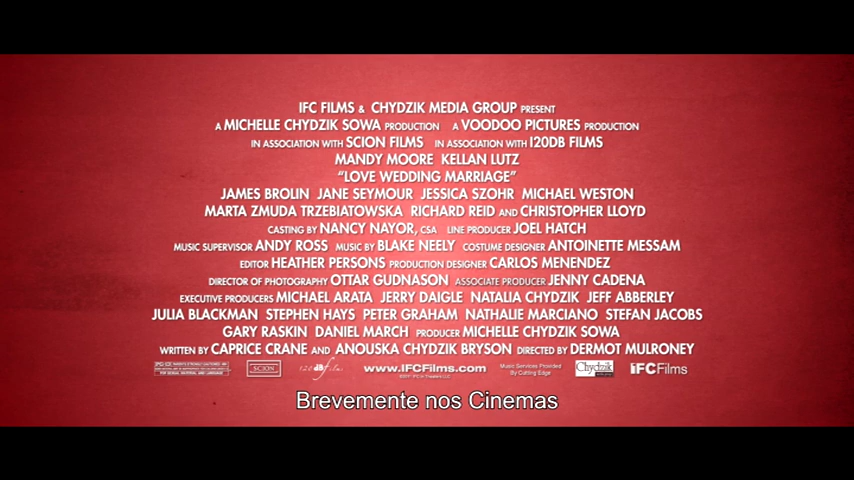 IFC FILMS & CHYDZIK MEDIA GROUP PRESENT
A MICHELLE CHYDZIK SOWA PRODUCTION A VOODOO PICTURES PRODUCTION
IN ASSOCIATION WITH SCION FILMS IN ASSOCIATION WITH 120DB FILMS
MANDY MOORE KELLAN LUTZ
“LOVE WEDDING MARRIAGE”
JAMES BROLIN JANE SEYMOUR JESSICA SZOHR MICHAEL WESTON
MARTA ZMUDA TRZEBIATOWSKA RICHARD REID AND CHRISTOPHER LLOYD
CASTING BY NANCY NAYOR, CSA LINE PRODUCER JOEL HATCH
MUSIC SUPERVISOR ANDY ROSS MUSIC BY BLAKE NEELY COSTUME DESIGNER ANTOINETTE MESSAM
EDITOR HEATHER PERSONS PRODUCTION DESIGNER CARLOS MENENDEZ
DIRECTOR OF PHOTOGRAPHY OTTAR GUDNASON ASSOCIATE PRODUCER JENNY CADENA
EXECUTIVE PRODUCERS MICHAEL ARATA JERRY DAIGLE NATALIA CHYDZIK JEFF ABBERLEY
JULIA BLACKMAN STEPHEN HAYS PETER GRAHAM NATHALIE MARCIANO STEFAN JACOBS
GARY RASKIN DANIEL MARCH PRODUCER MICHELLE CHYDZIK SOWA
WRITTEN BY CAPRICE CRANE AND ANOUSKA CHYDZIK BRYSON DIRECTED BY DERMOT MULRONEY
SCION 120 dB films www.IFCFilms.com Music Services Provided Chydzik IFC Films
By Cutting Edge
Brevemente nos Cinemas